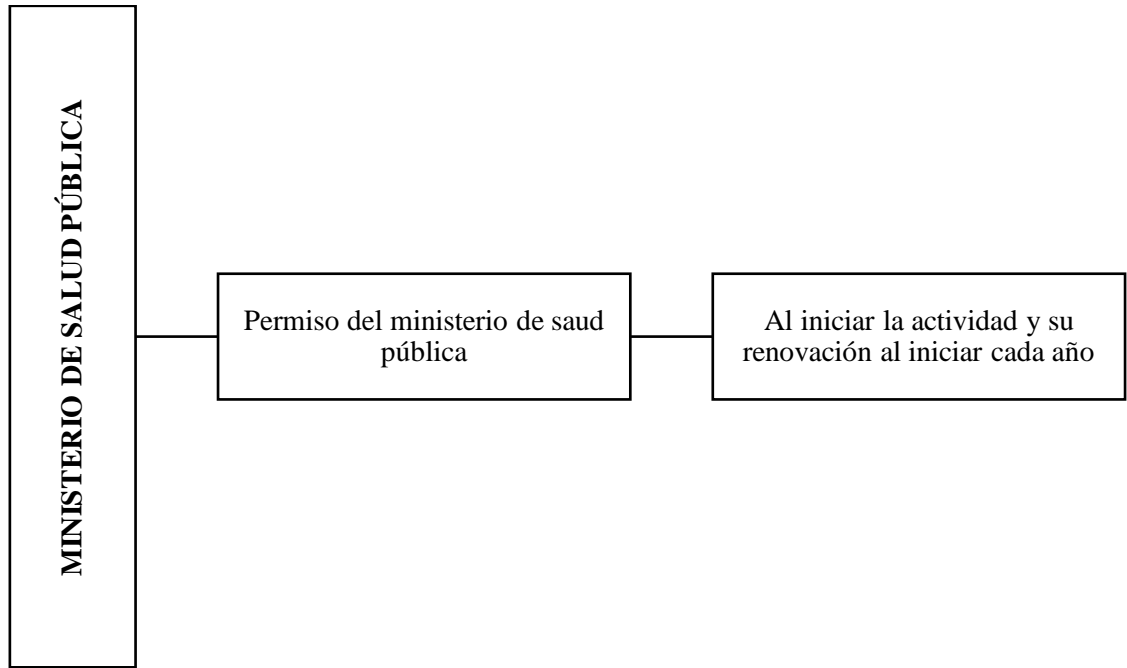 MINISTERIO DE SALUD PÚBLICA
Permiso del ministerio de saud
pública
Al iniciar la actividad y su
renovación al iniciar cada año